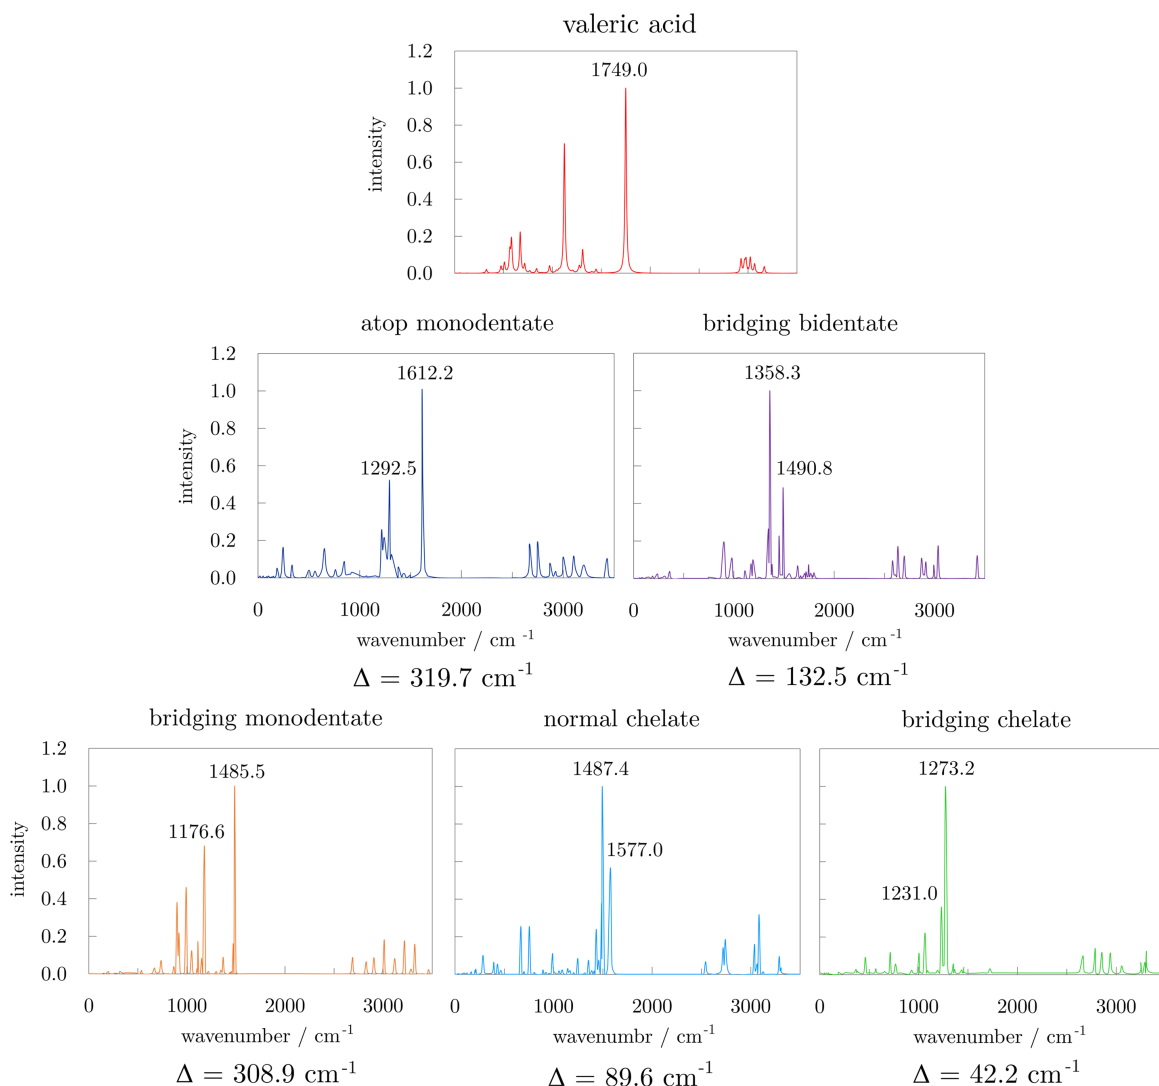 valeric acid
1.2
1749.0
1.0
0.8
intensity
0.6
0.4
0.2
0.0
atop monodentate
bridging bidentate
1.2
1612.2
1358.3
1.0
0.8
intensity
0.6
1292.5
1490.8
0.4
0.2
0.0
0 1000 2000 3000
0 1000 2000 3000
wavenumber / cm -1
wavenumber / cm-1
Δ = 319.7 cm-1
Δ = 132.5 cm-1
bridging monodentate
normal chelate
bridging chelate
1.2
1485.5
1487.4
1273.2
1.0
0.8
intensity
1176.6
1577.0
0.6
1231.0
0.4
0.2
0.0
0 1000 2000 3000
0 1000 2000 3000
0 1000 2000 3000
wavenumber / cm-1
wavenumbr / cm-1
wavenumber / cm-1
Δ = 308.9 cm-1
Δ = 89.6 cm-1
Δ = 42.2 cm-1